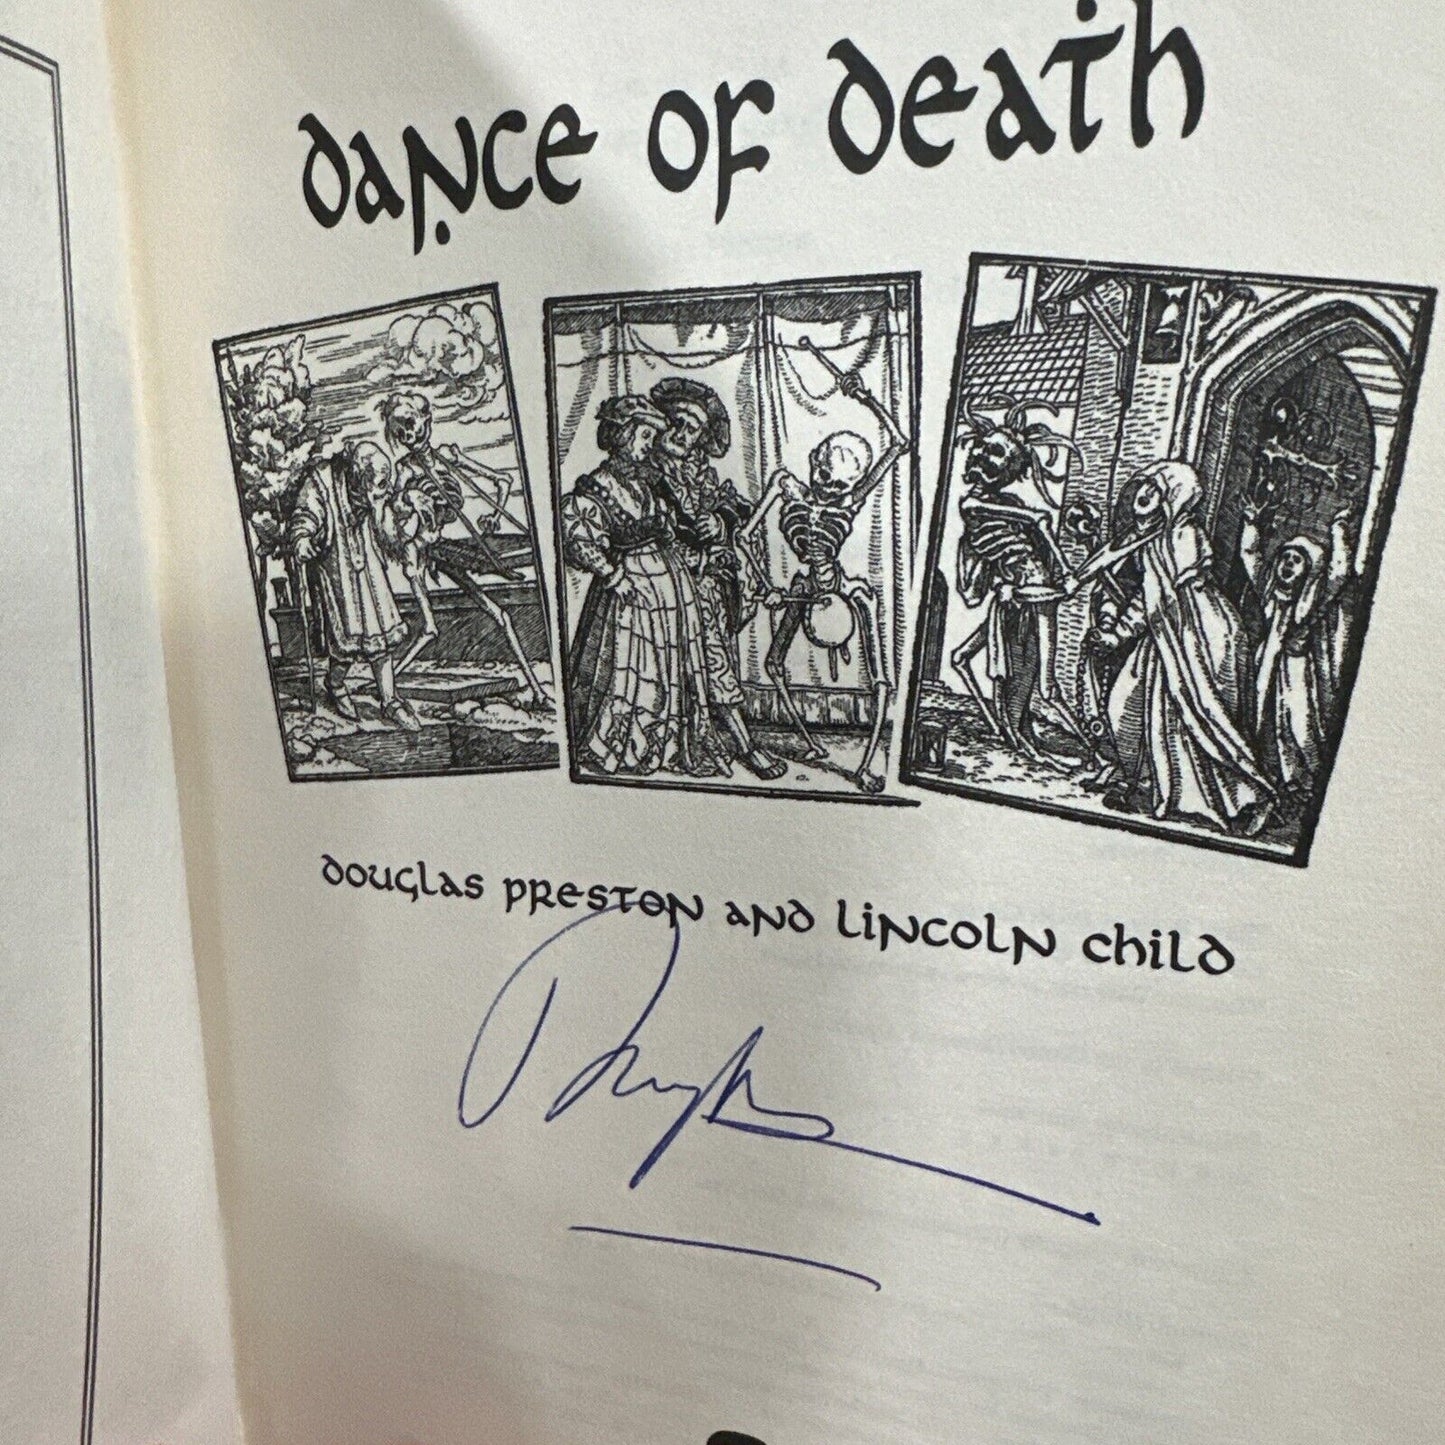 dance of death
douglas preston and lincoln child